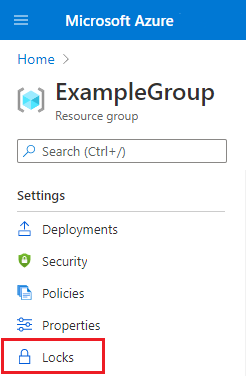 Microsoft Azure
Home >
ExampleGroup
Resource group
Search (Ctrl+/)
Settings
Deployments
Security
Policies
Properties
Locks